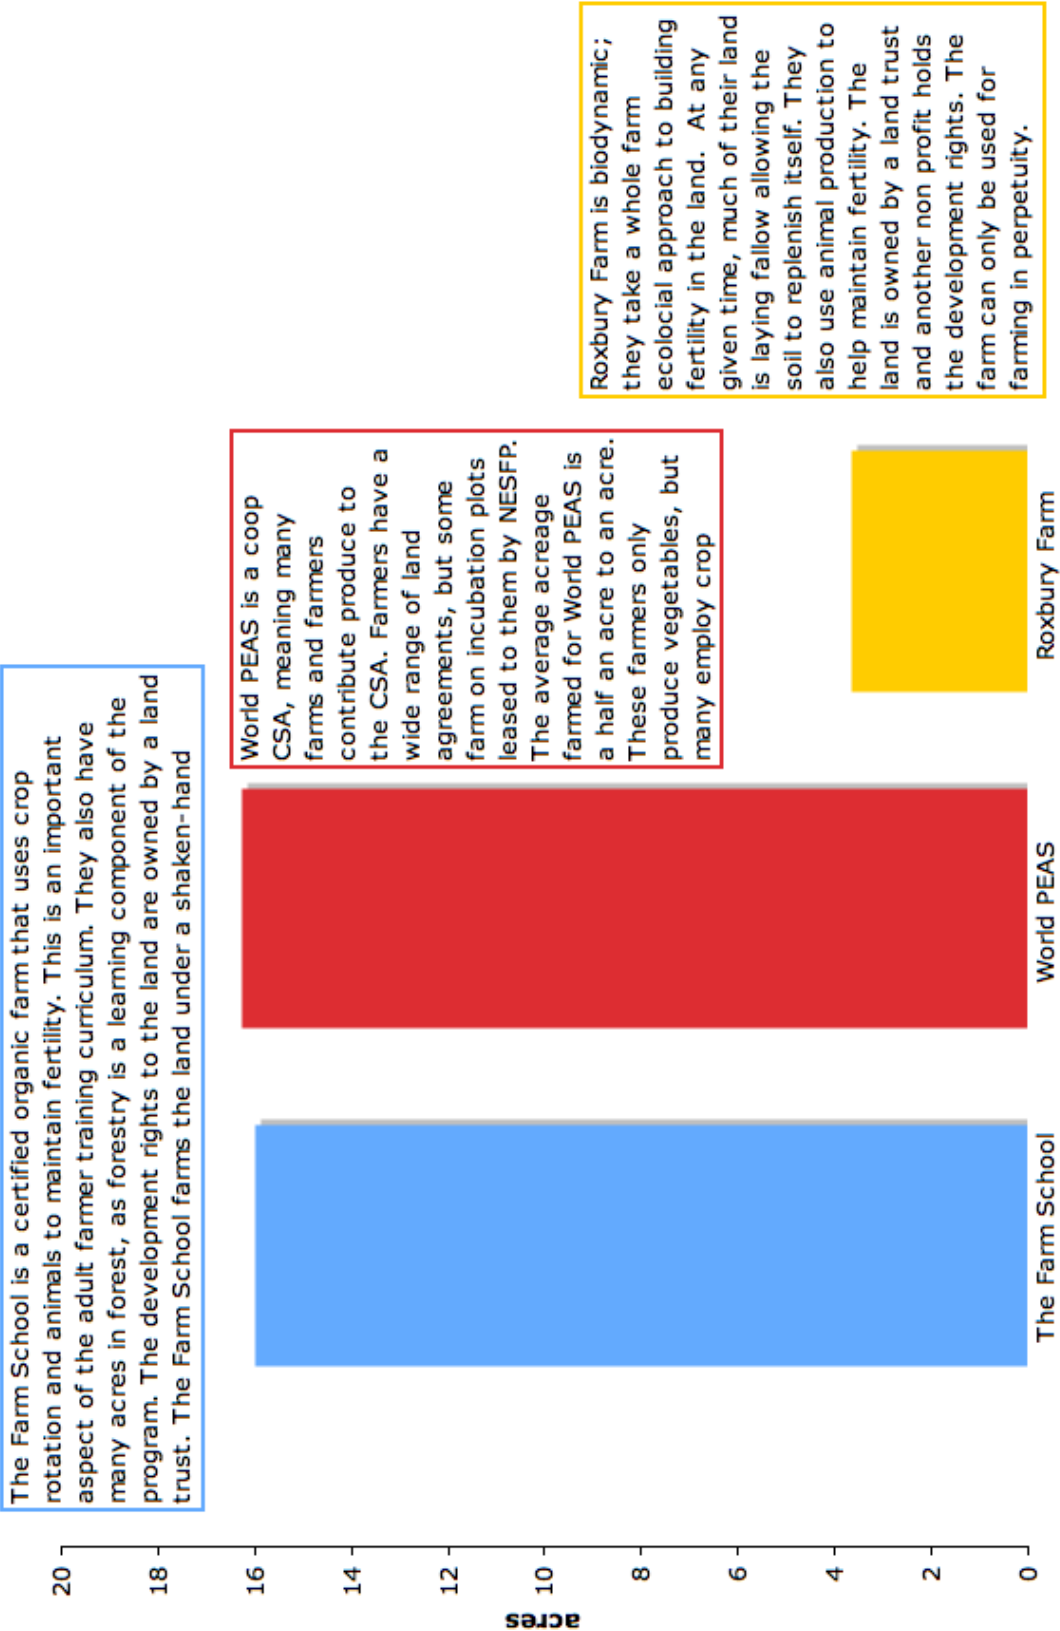 The Farm School is a certified organic farm that uses crop
rotation and animals to maintain fertility. This is an important
aspect of the adult farmer training curriculum. They also have
many acres in forest, as forestry is a learning component of the
program. The development rights to the land are owned by a land
trust. The Farm School farms the land under a shaken-hand
World PEAS is a coop
CSA, meaning many
farms and farmers
contribute produce to
the CSA. Farmers have a
wide range of land
agreements, but some
farm on incubation plots
leased to them by NESFP.
The average acreage
farmed for World PEAS is
a half an acre to an acre.
These farmers only
produce vegetables, but
many employ crop
Roxbury Farm is biodynamic;
they take a whole farm
ecolocial approach to building
fertility in the land. At any
given time, much of their land
is laying fallow allowing the
soil to replenish itself. They
also use animal production to
help maintain fertility. The
land is owned by a land trust
and another non profit holds
the development rights. The
farm can only be used for
farming in perpetuity.
acres
20
18
16
14
12
10
8
6
4
2
0
The Farm School
World PEAS
Roxbury Farm